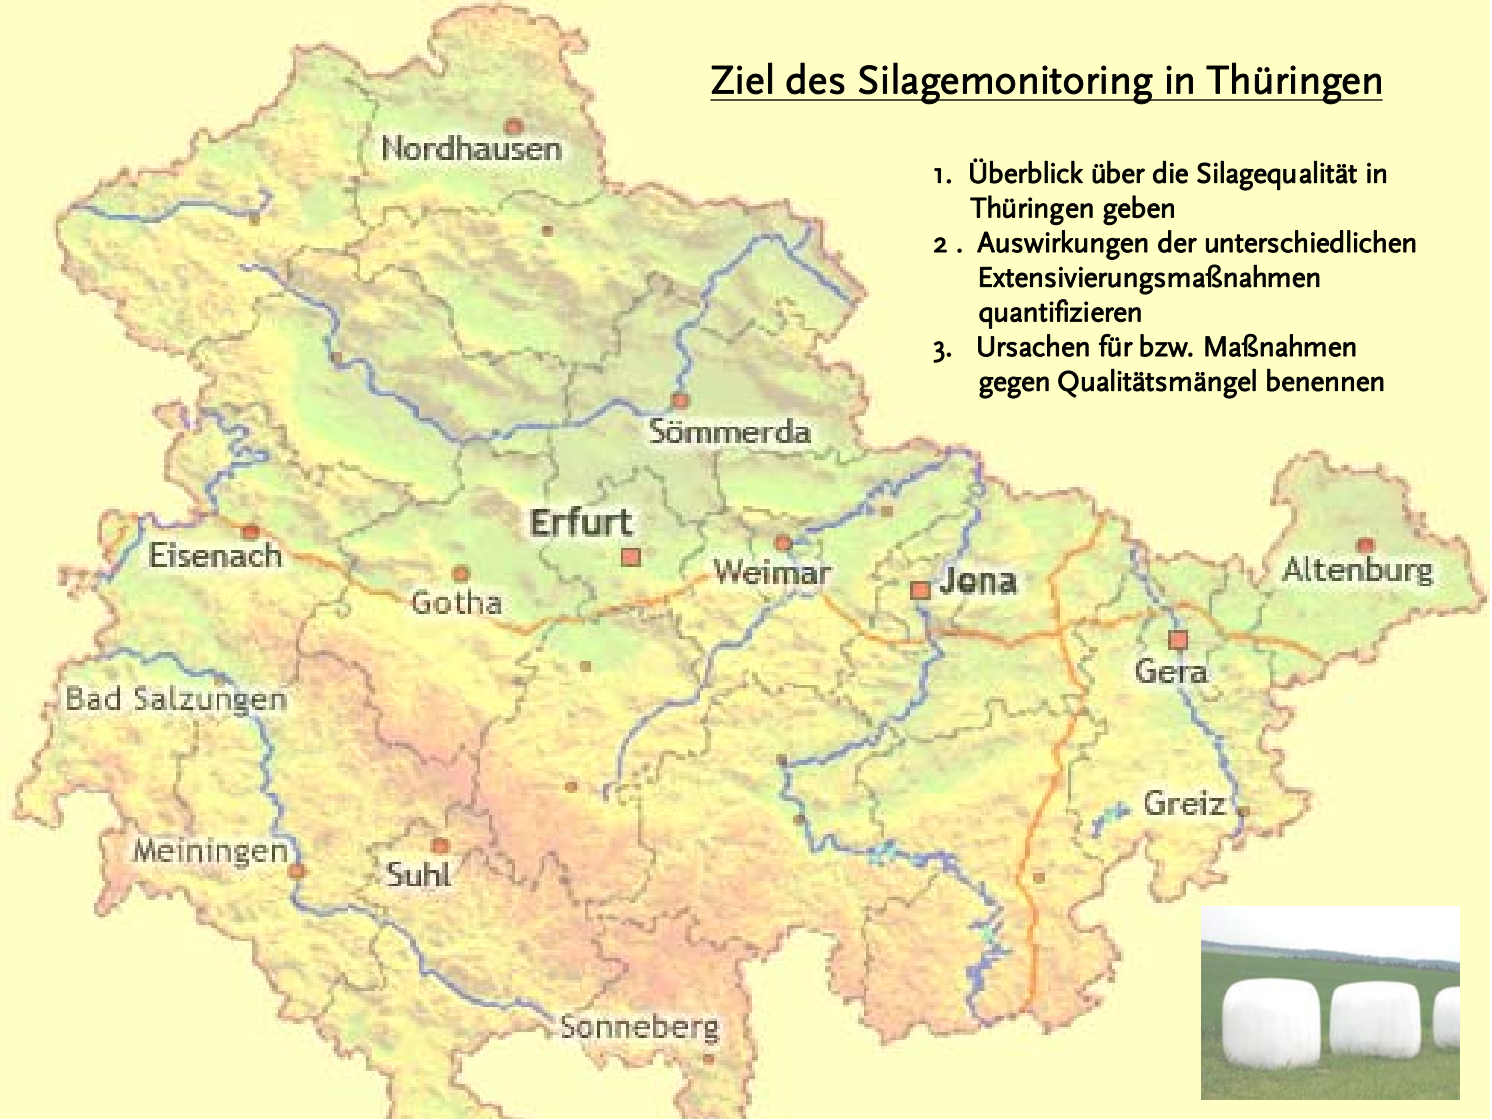 Ziel des Silagemonitoring in Thüringen
1. Überblick über die Silagequalität in
Thüringen geben
2 . Auswirkungen der unterschiedlichen
Extensivierungsmaßnahmen
quantifizieren
3. Ursachen für bzw. Maßnahmen
gegen Qualitätsmängel benennen
Nordhausen
Sömmerda
Erfurt
Eisenach
Gotha
Weimar
Jena
Altenburg
Gera
Bad Salzungen
Greiz
Meiningen
Suhl
Sonneberg